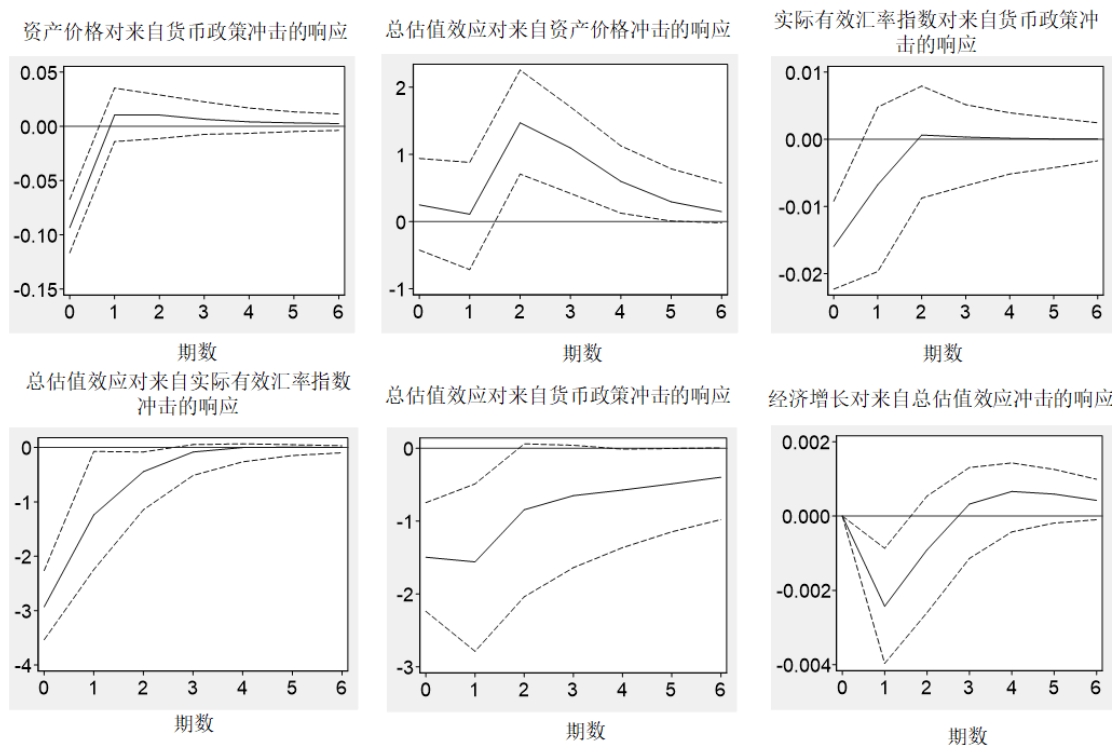 资产价格对来自货币政策冲击的响应
0.05
0.00
-0.05
-0.10
-0.15
0 1 2 3 4 5 6
期数
总估值效应对来自资产价格冲击的响应
2
1
0
-1
0 1 2 3 4 5 6
期数
实际有效汇率指数对来自货币政策冲
击的响应
0.01
0.00
-0.01
-0.02
0 1 2 3 4 5 6
期数
总估值效应对来自实际有效汇率指数
冲击的响应
0
-1
-2
-3
-4
0 1 2 3 4 5 6
期数
总估值效应对来自货币政策冲击的响应
0
-1
-2
-3
0 1 2 3 4 5 6
期数
经济增长对来自总估值效应冲击的响应
0.002
0.000
-0.002
-0.004
0 1 2 3 4 5 6
期数